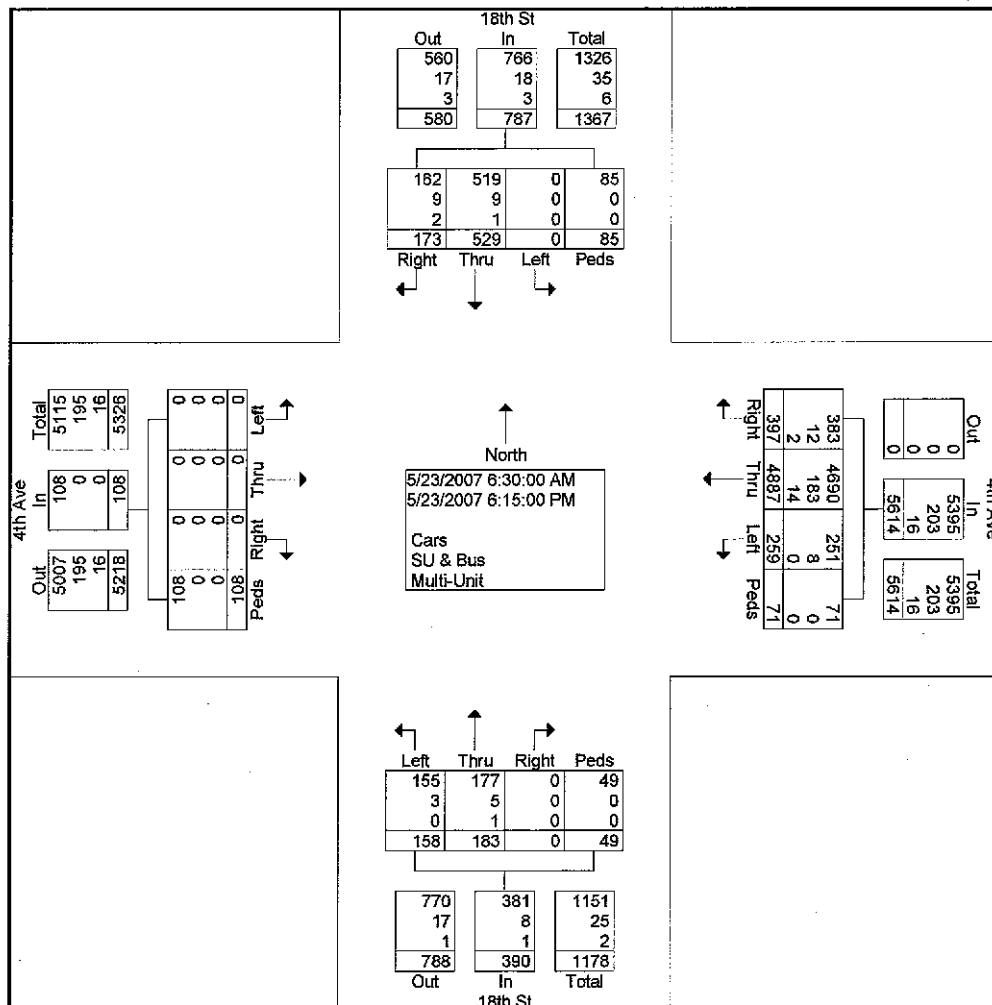 18th St
Out In Total
560 766 1326
17 18 35
3 3 6
580 787 1367
162 519 0 85
9 9 0 0
2 1 0 0
173 529 0 85
Right Thru Left Peds
4th Ave
Total In Out
5115 108 5007
195 0 195
16 0 16
5326 108 5218
0 0 0 108
0 0 0 0
0 0 0 0
0 0 0 108
Left Thru Right Peds
North
5/23/2007 6:30:00 AM
5/23/2007 6:15:00 PM
Cars
SU & Bus
Multi-Unit
Right Thru Left Peds
397 4887 259 71
2 14 0 0
12 183 8 0
383 4690 251 71
Out In Total
0 5395 5395
0 203 203
0 16 16
0 5614 5614
4th Ave
Left Thru Right Peds
155 177 0 49
3 5 0 0
0 1 0 0
158 183 0 49
770 381 1151
17 8 25
1 1 2
788 390 1178
Out In Total
18th St